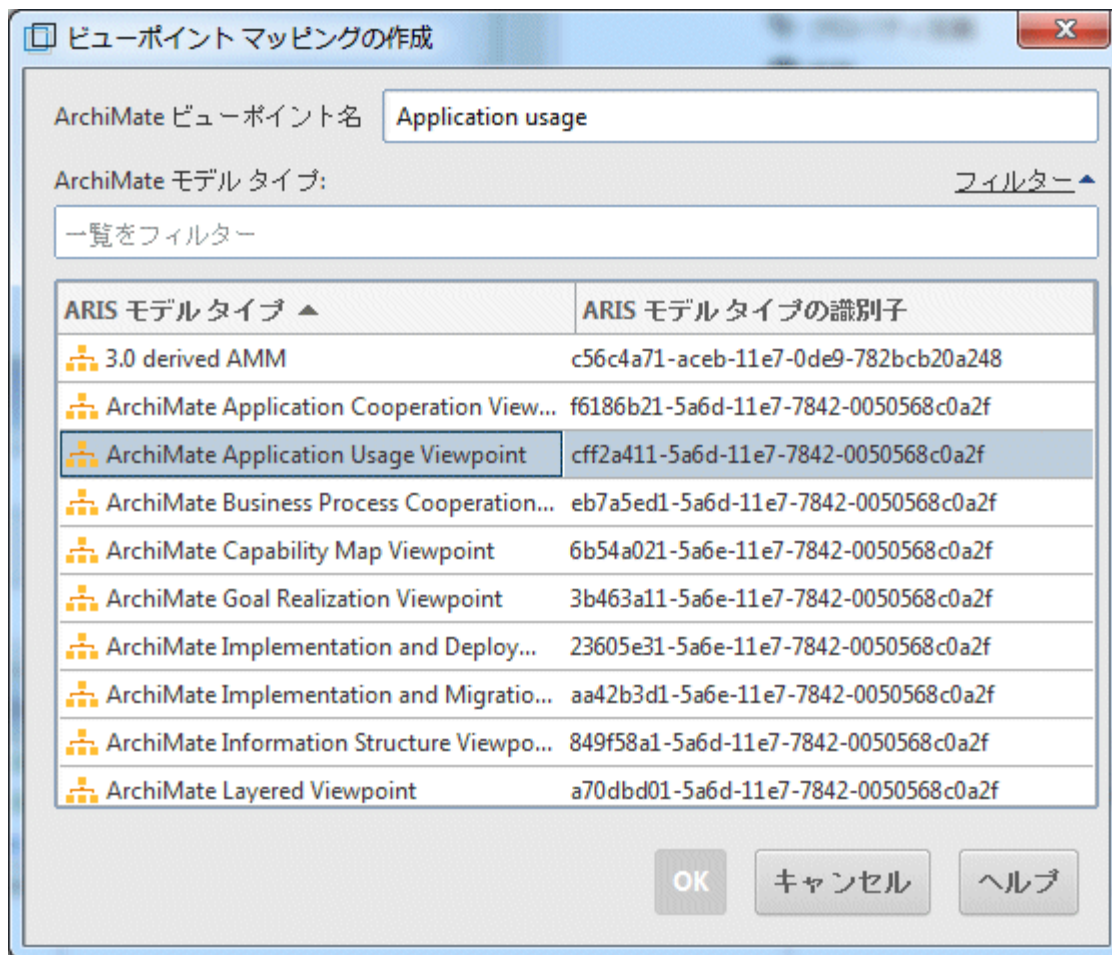 ビューポイント マッピングの作成
ArchiMate ビューポイント名 Application usage
ArchiMate モデル タイプ: フィルター
一覧をフィルター
ARIS モデル タイプ ARIS モデル タイプの識別子
3.0 derived AMM c56c4a71-aceb-11e7-0de9-782bcb20a248
ArchiMate Application Cooperation View... f6186b21-5a6d-11e7-7842-0050568c0a2f
ArchiMate Application Usage Viewpoint cff2a411-5a6d-11e7-7842-0050568c0a2f
ArchiMate Business Process Cooperation... eb7a5ed1-5a6d-11e7-7842-0050568c0a2f
ArchiMate Capability Map Viewpoint 6b54a021-5a6e-11e7-7842-0050568c0a2f
ArchiMate Goal Realization Viewpoint 3b463a11-5a6e-11e7-7842-0050568c0a2f
ArchiMate Implementation and Deploy... 23605e31-5a6e-11e7-7842-0050568c0a2f
ArchiMate Implementation and Migratio... aa42b3d1-5a6e-11e7-7842-0050568c0a2f
ArchiMate Information Structure Viewpo... 849f58a1-5a6d-11e7-7842-0050568c0a2f
ArchiMate Layered Viewpoint a70dbd01-5a6d-11e7-7842-0050568c0a2f
OK キャンセル ヘルプ